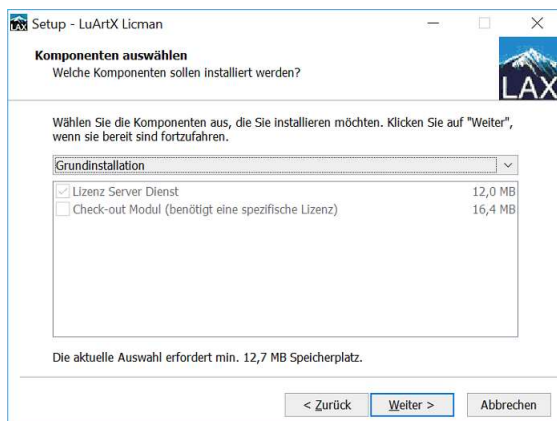 Setup - LuArtX Licman
Komponenten auswählen
Welche Komponenten sollen installiert werden?
LAX
Wählen Sie die Komponenten aus, die Sie installieren möchten. Klicken Sie auf "Weiter",
wenn sie bereit sind fortzufahren.
Grundinstallation
Lizenz Server Dienst 12,0 MB
Check-out Modul (benötigt eine spezifische Lizenz) 16,4 MB
Die aktuelle Auswahl erfordert min. 12,7 MB Speicherplatz.
< Zurück Weiter > Abbrechen